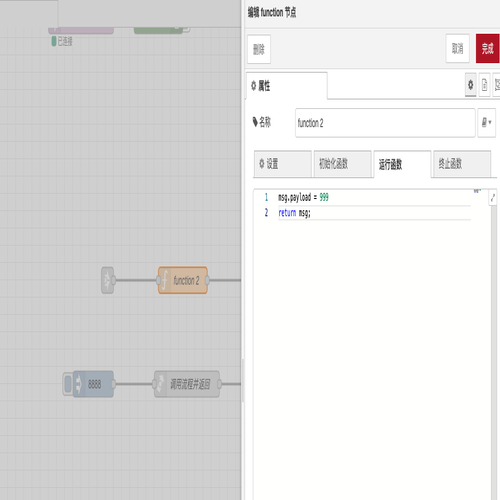 编辑 function 节点
删除
取消
完成
属性
名称
function 2
设置
初始化函数
运行函数
终止函数
1 msg.payload = 999
2 return msg;
已连接
function 2
8888
调用流程并返回